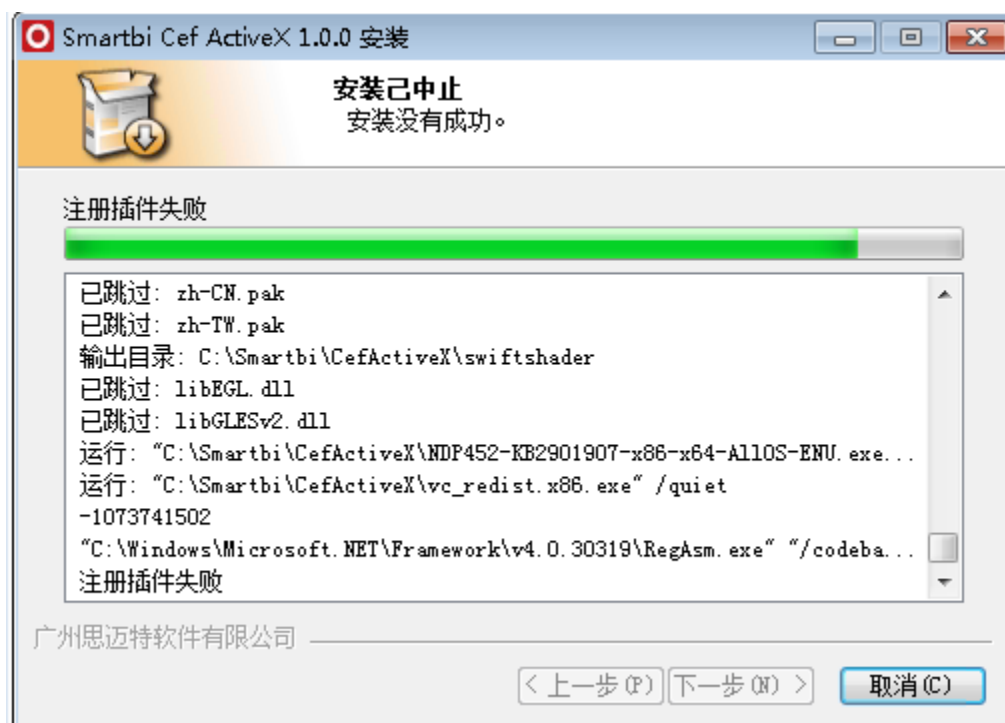 Smartbi Cef ActiveX 1.0.0 安装
安装己中止
安装没有成功。
注册插件失败
已跳过: zh-CN.pak
已跳过: zh-TW.pak
输出目录: C:\Smartbi\CefActiveX\swiftshader
已跳过: libEGL.dll
已跳过: libGLESv2.dll
运行: "C:\Smartbi\CefActiveX\NDP452-KB2901907-x86-x64-AllOS-ENU.exe...
运行: "C:\Smartbi\CefActiveX\vc_redist.x86.exe" /quiet
-1073741502
"C:\Windows\Microsoft.NET\Framework\v4.0.30319\RegAsm.exe" "/codeba...
注册插件失败
广州思迈特软件有限公司
< 上一步(P) 下一步(N) > 取消(C)